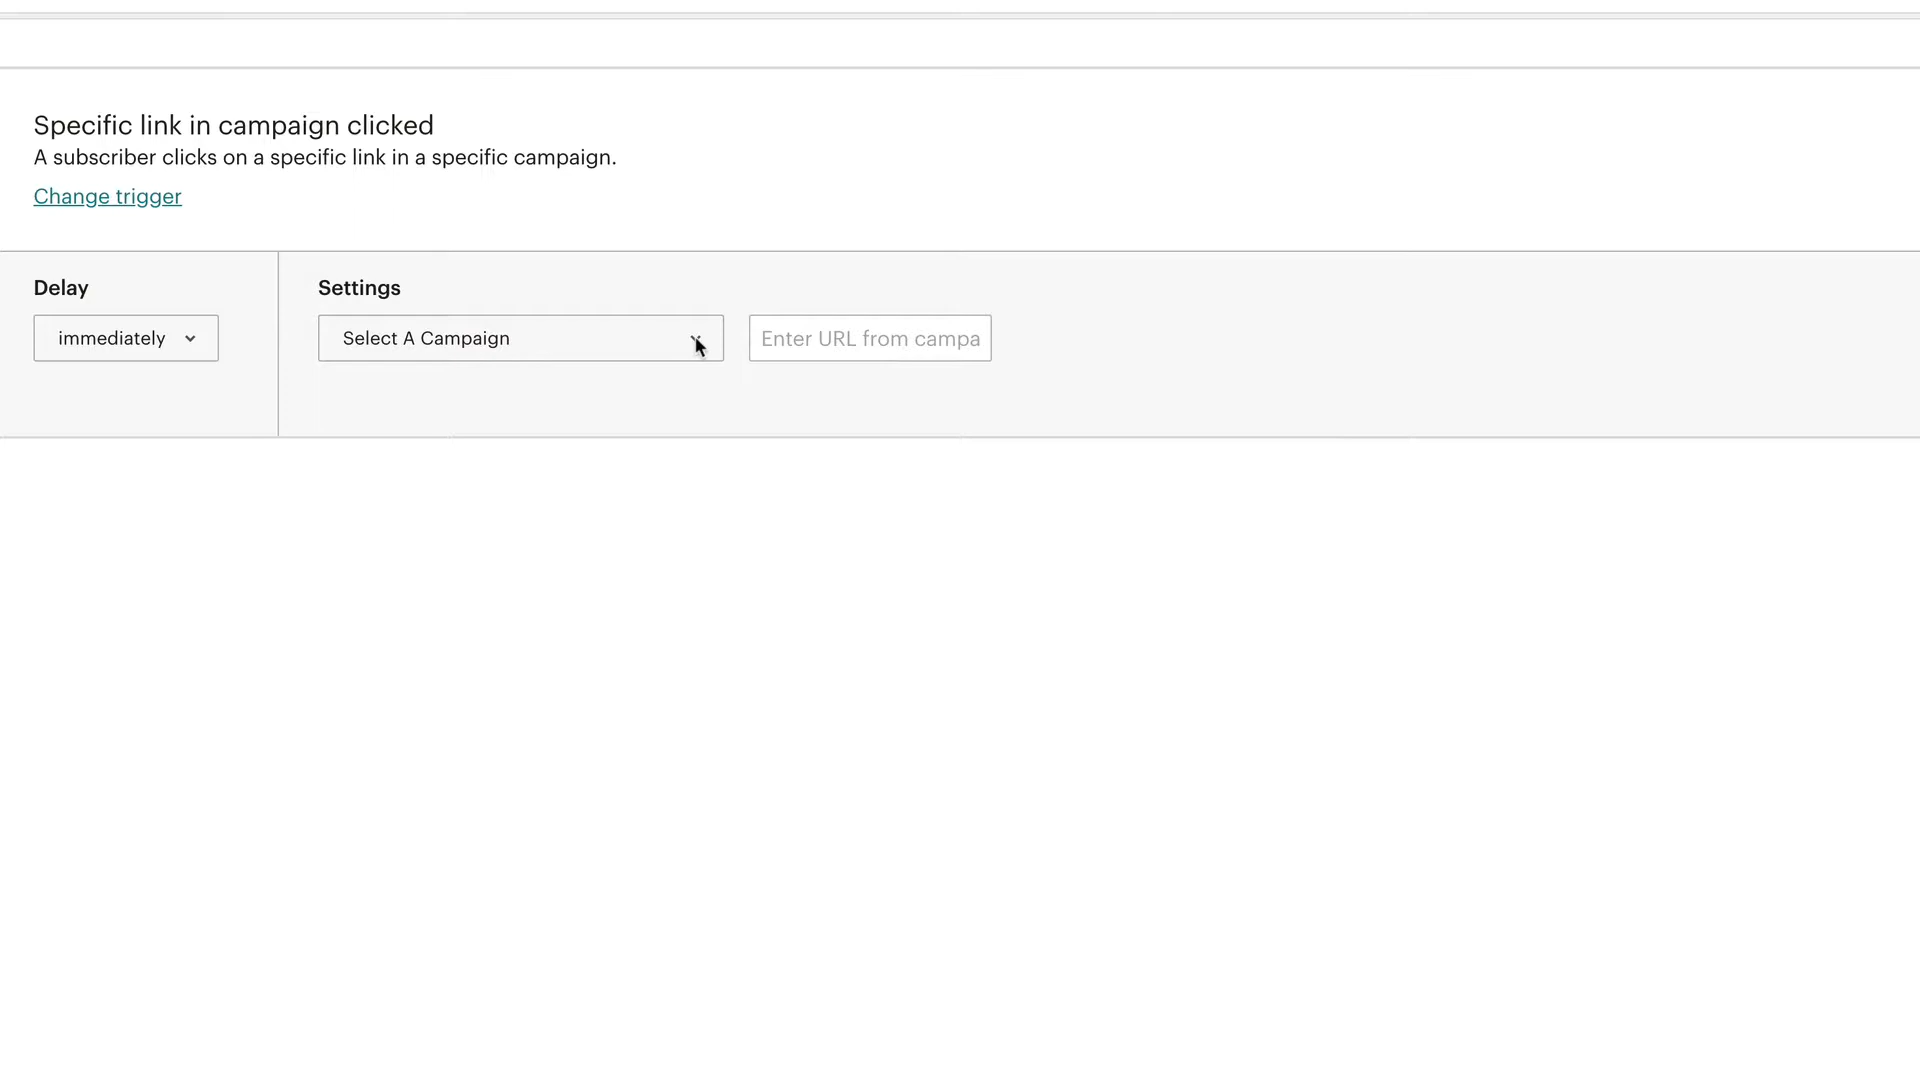 Specific link in campaign clicked
A subscriber clicks on a specific link in a specific campaign.
Change trigger
Delay
Settings
immediately
Select A Campaign
Enter URL from campa